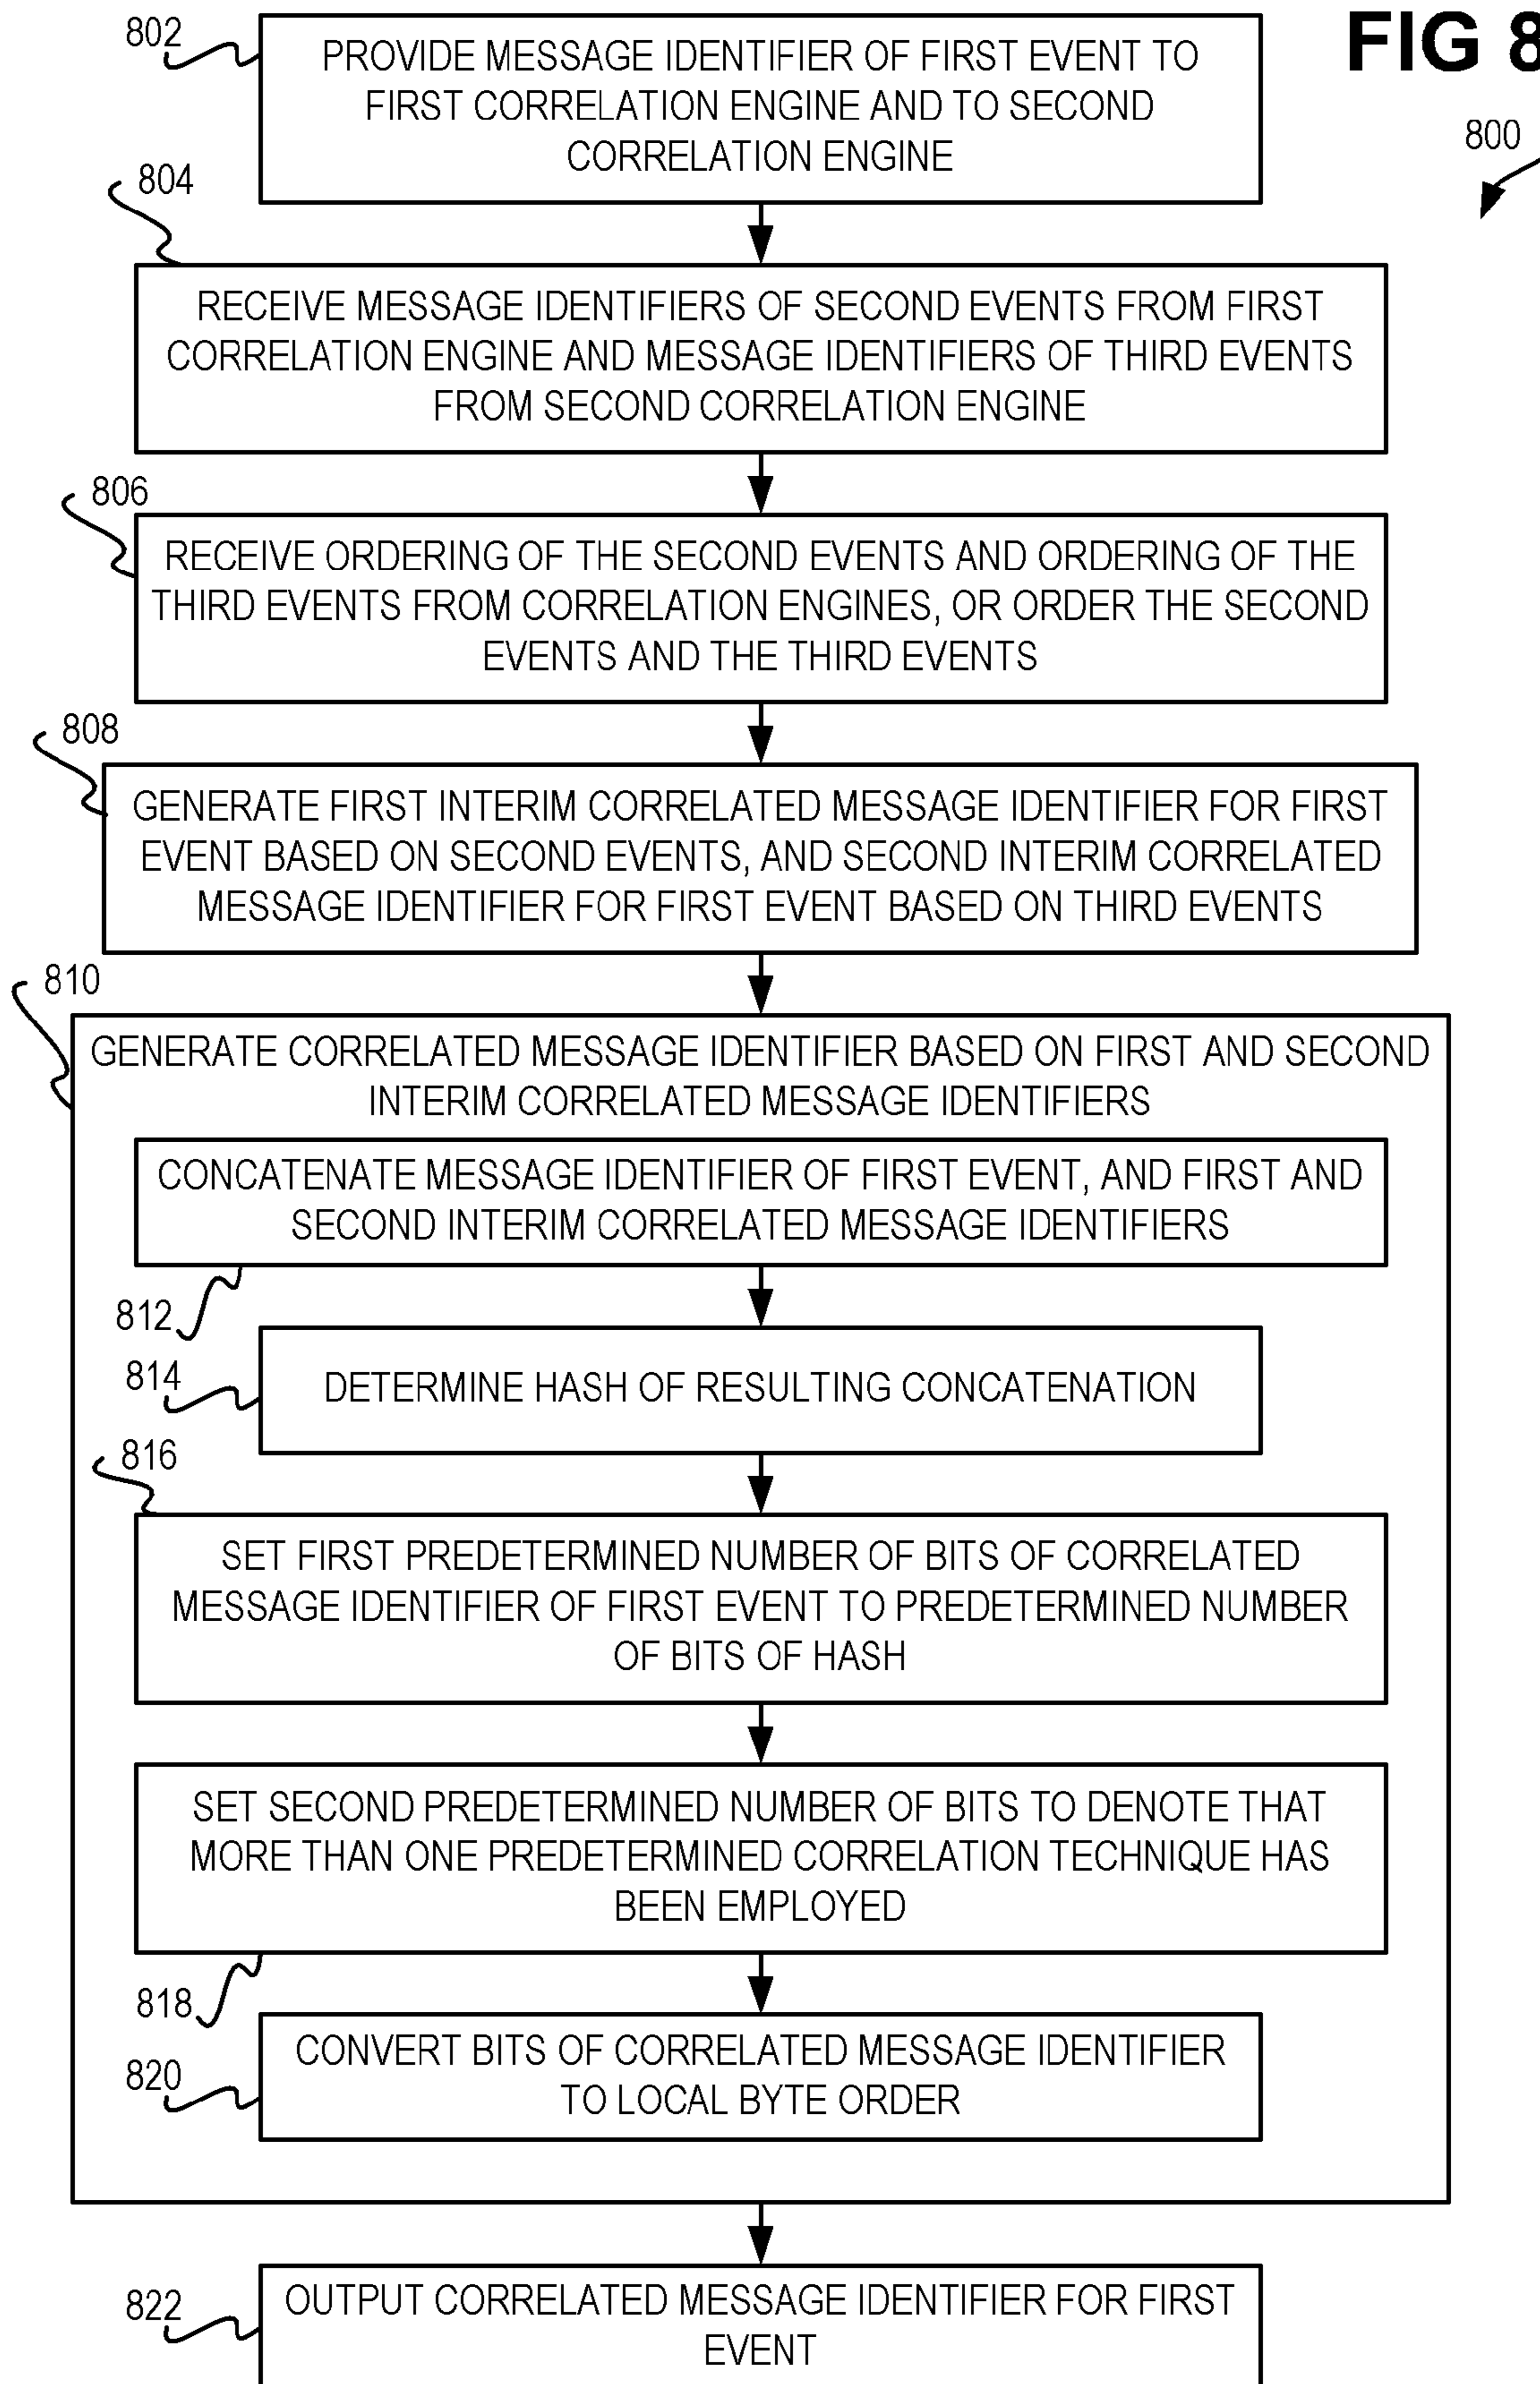 FIG 8
800
802
PROVIDE MESSAGE IDENTIFIER OF FIRST EVENT TO
FIRST CORRELATION ENGINE AND TO SECOND
CORRELATION ENGINE
804
RECEIVE MESSAGE IDENTIFIERS OF SECOND EVENTS FROM FIRST
CORRELATION ENGINE AND MESSAGE IDENTIFIERS OF THIRD EVENTS
FROM SECOND CORRELATION ENGINE
806
RECEIVE ORDERING OF THE SECOND EVENTS AND ORDERING OF THE
THIRD EVENTS FROM CORRELATION ENGINES, OR ORDER THE SECOND
EVENTS AND THE THIRD EVENTS
808
GENERATE FIRST INTERIM CORRELATED MESSAGE IDENTIFIER FOR FIRST
EVENT BASED ON SECOND EVENTS, AND SECOND INTERIM CORRELATED
MESSAGE IDENTIFIER FOR FIRST EVENT BASED ON THIRD EVENTS
810
GENERATE CORRELATED MESSAGE IDENTIFIER BASED ON FIRST AND SECOND
INTERIM CORRELATED MESSAGE IDENTIFIERS
CONCATENATE MESSAGE IDENTIFIER OF FIRST EVENT, AND FIRST AND
SECOND INTERIM CORRELATED MESSAGE IDENTIFIERS
812
814
DETERMINE HASH OF RESULTING CONCATENATION
816
SET FIRST PREDETERMINED NUMBER OF BITS OF CORRELATED
MESSAGE IDENTIFIER OF FIRST EVENT TO PREDETERMINED NUMBER
OF BITS OF HASH
SET SECOND PREDETERMINED NUMBER OF BITS TO DENOTE THAT
MORE THAN ONE PREDETERMINED CORRELATION TECHNIQUE HAS
BEEN EMPLOYED
818
820
CONVERT BITS OF CORRELATED MESSAGE IDENTIFIER
TO LOCAL BYTE ORDER
822
OUTPUT CORRELATED MESSAGE IDENTIFIER FOR FIRST
EVENT